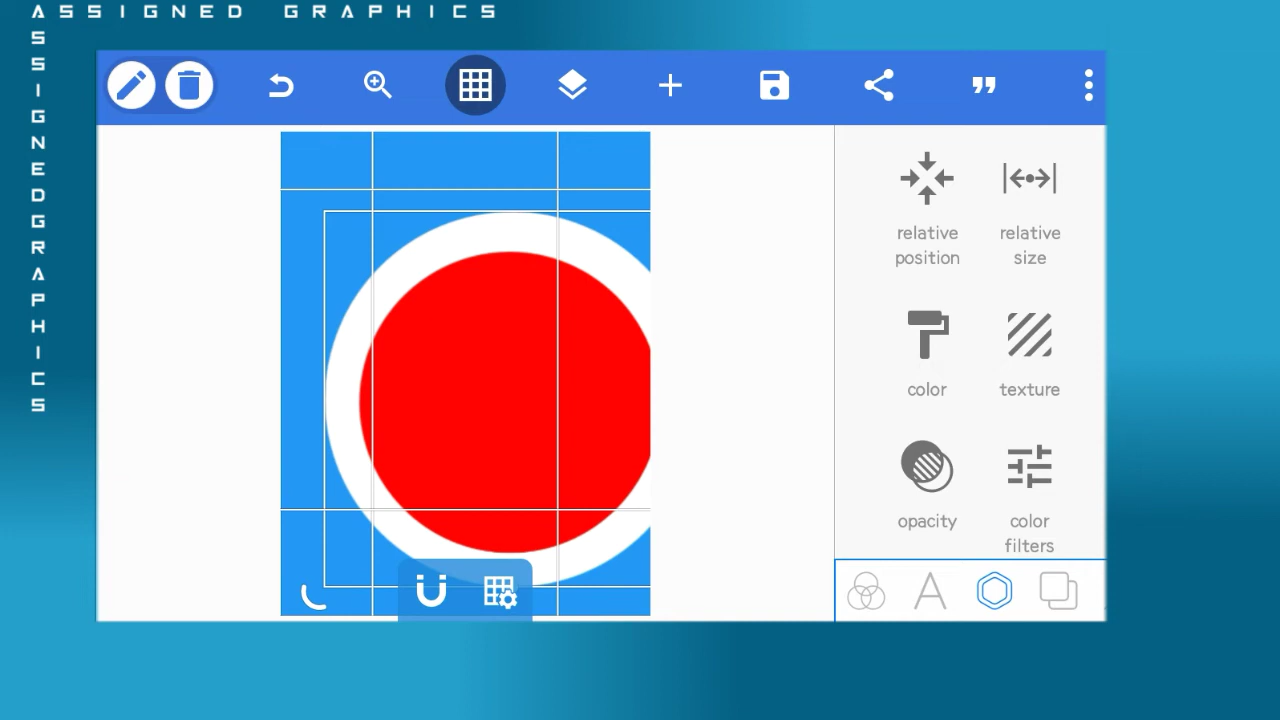 ASSIGNED GRAPHICS
ASSIGNEDGRAPHICS
relative
position
relative
size
color
texture
opacity
color
filters